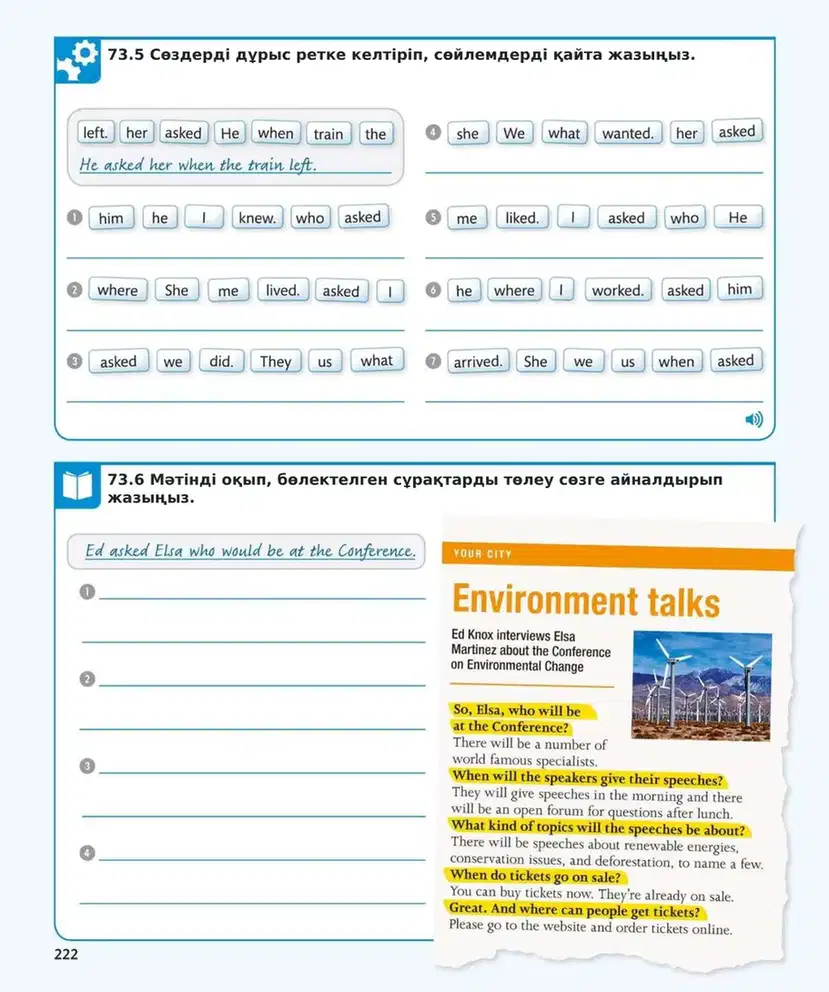 73.5 Сөздерді дұрыс ретке келтіріп, сөйлемдерді қайта жазыңыз.
left. her asked He when train the
He asked her when the train left.
1 him he I knew. who asked
2 where She me lived. asked I
3 asked we did. They us what
4 she We what wanted. her asked
5 me liked. I asked who He
6 he where I worked. asked him
7 arrived. She we us when asked
73.6 Мәтінді оқып, бөлектелген сұрақтарды төлеу сөзге айналдырып
жазыңыз.
Ed asked Elsa who would be at the Conference.
1
2
3
4
YOUR CITY
Environment talks
Ed Knox interviews Elsa
Martinez about the Conference
on Environmental Change
So, Elsa, who will be
at the Conference?
There will be a number of
world famous specialists.
When will the speakers give their speeches?
They will give speeches in the morning and there
will be an open forum for questions after lunch.
What kind of topics will the speeches be about?
There will be speeches about renewable energies,
conservation issues, and deforestation, to name a few.
When do tickets go on sale?
You can buy tickets now. They're already on sale.
Great. And where can people get tickets?
Please go to the website and order tickets online.
222